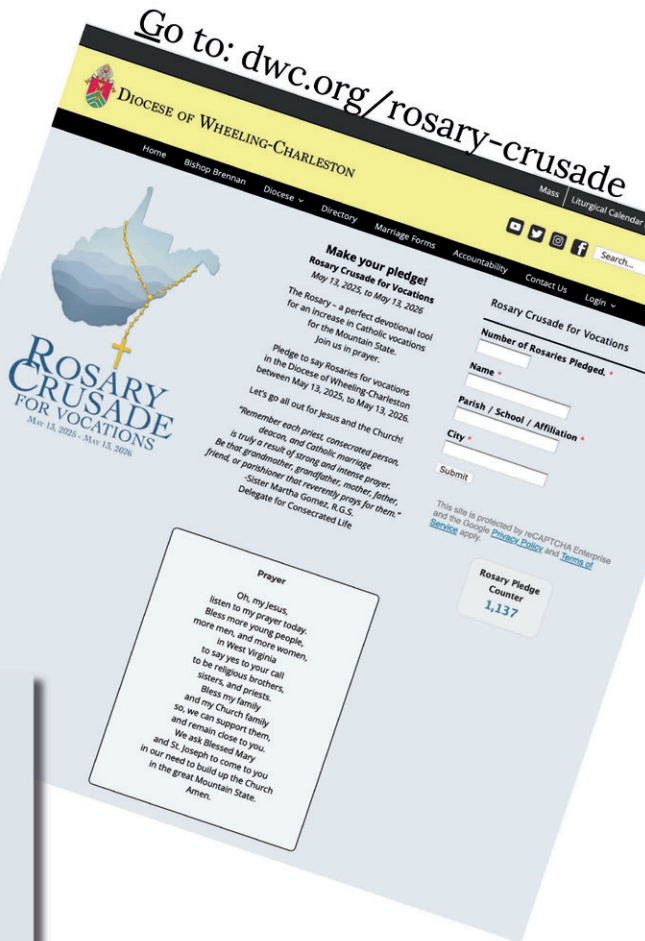 Go to: dwc.org/rosary-crusade
Mass | Liturgical Calendar
DIOCESE OF WHEELING-CHARLESTON
Search...
Home Bishop Brennan Diocese Directory Marriage Forms Accountability Contact Us Login
ROSARY
CRUSADE
FOR VOCATIONS
MAY 13, 2025 - MAY 13, 2026
Make your pledge!
Rosary Crusade for Vocations
May 13, 2025, to May 13, 2026
The Rosary – a perfect devotional tool
for an Increase in Catholic vocations
for the Mountain State.
Join us in prayer.
Pledge to say Rosaries for vocations
in the Diocese of Wheeling-Charleston
between May 13, 2025, to May 13, 2026.
Let's go all out for Jesus and the Church!
"Remember each priest, consecrated person,
deacon, and Catholic marriage
is truly a result of strong and intense prayer.
Be that grandmother, grandfather, mother, father,
friend, or parishioner that reverently prays for them."
-Sister Martha Gomez, R.G.S.
Delegate for Consecrated Life
Rosary Crusade for Vocations
Number of Rosaries Pledged. *
Name *
Parish / School / Affiliation *
City *
Submit
This site is protected by reCAPTCHA Enterprise
and the Google Privacy Policy and Terms of
Service apply.
Rosary Pledge
Counter
1,137
Prayer
Oh, my Jesus,
listen to my prayer today.
Bless more young people,
more men, and more women,
in West Virginia
to say yes to your call
to be religious brothers,
sisters, and priests.
Bless my family
and my Church family
so, we can support them,
and remain close to you.
We ask Blessed Mary
and St. Joseph to come to you
in our need to build up the Church
in the great Mountain State.
Amen.